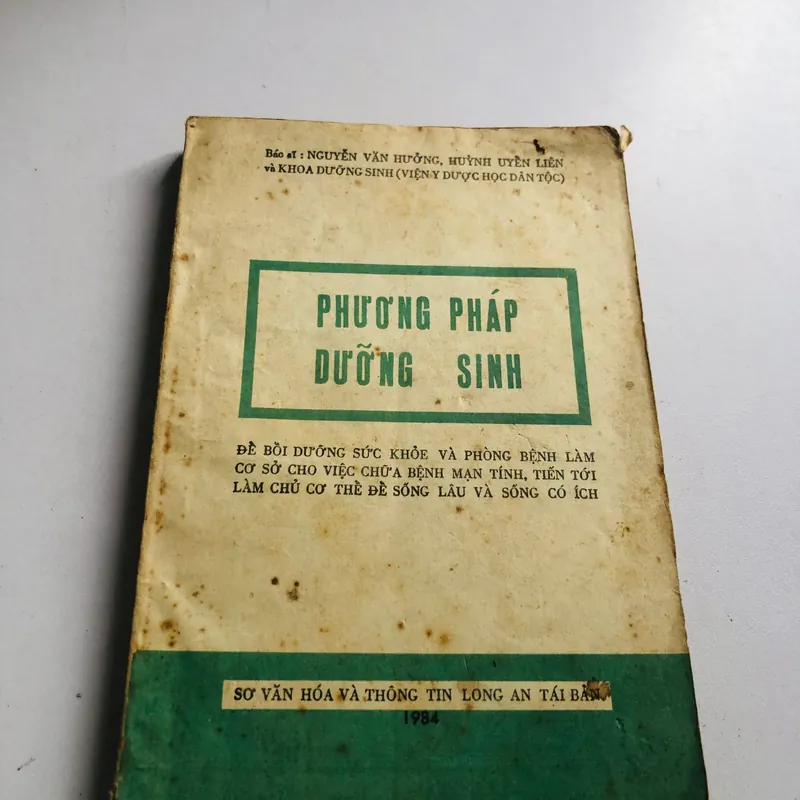 Bác sĩ : NGUYỄN VĂN HƯỞNG, HUỲNH UYỂN LIÊN
và KHOA DƯỠNG SINH (VIỆN Y DƯỢC HỌC DÂN TỘC)
PHƯƠNG PHÁP
DƯỠNG SINH
ĐỂ BỒI DƯỠNG SỨC KHỎE VÀ PHÒNG BỆNH LÀM
CƠ SỞ CHO VIỆC CHỮA BỆNH MẠN TÍNH, TIẾN TỚI
LÀM CHỦ CƠ THỂ ĐỂ SỐNG LÂU VÀ SỐNG CÓ ÍCH
SƠ VĂN HÓA VÀ THÔNG TIN LONG AN TÁI BẢN
1984